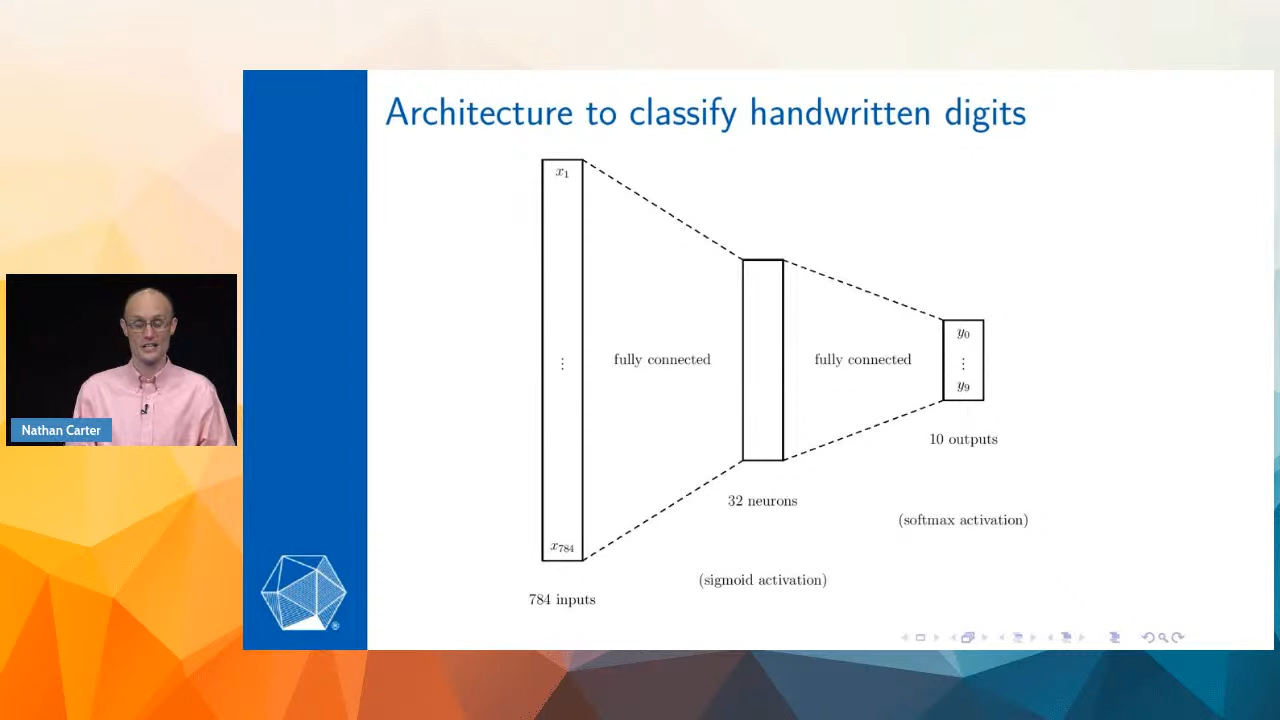 Architecture to classify handwritten digits
x1
⋮
x784
784 inputs
fully connected
32 neurons
(sigmoid activation)
fully connected
y0
⋮
y9
10 outputs
(softmax activation)
Nathan Carter
®